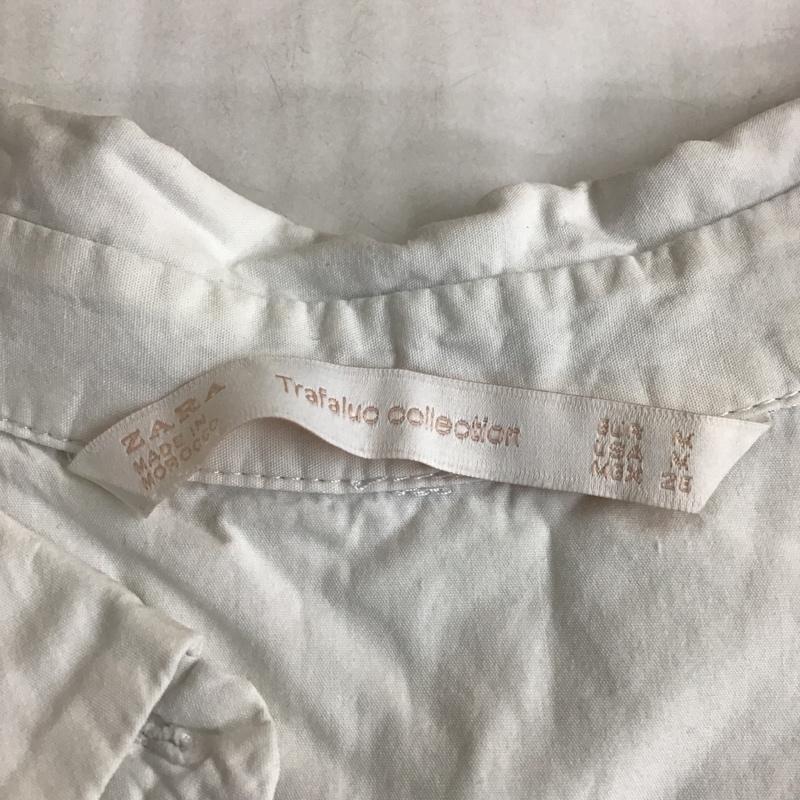 ZARA
MADE IN
MOROCCO
Trafaluc collection
EUR M
USA M
MEX 28